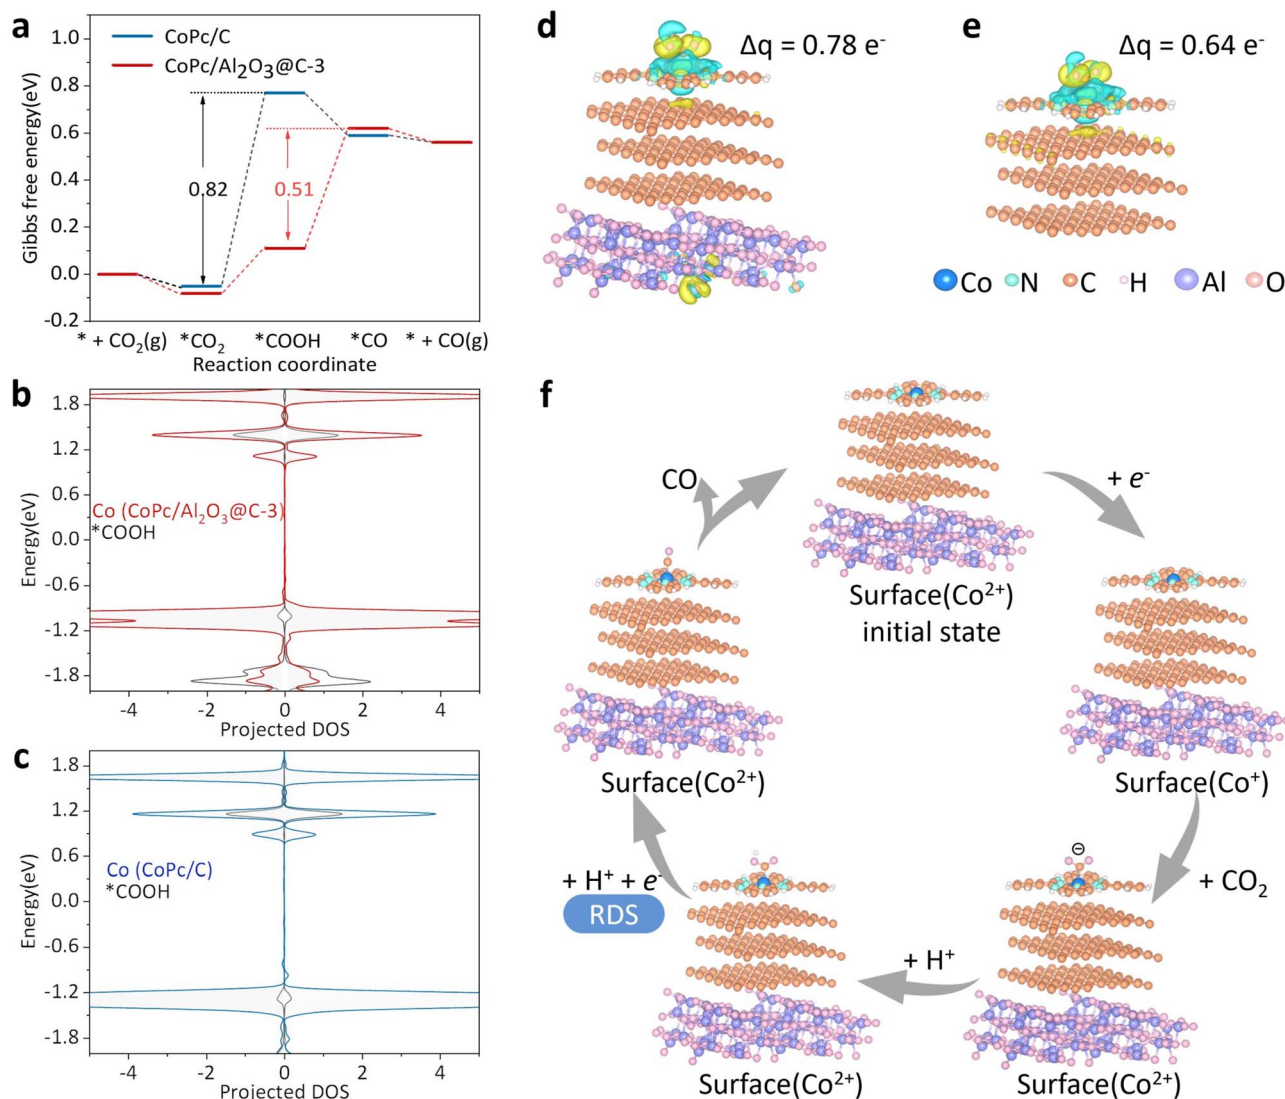 a
1.0
0.8
0.6
0.4
0.2
0.0
-0.2
Gibbs free energy(eV)
CoPc/C
CoPc/Al₂O₃@C-3
0.82
0.51
* + CO₂(g) *CO₂ *COOH *CO * + CO(g)
Reaction coordinate
d
Δq = 0.78 e⁻
e
Δq = 0.64 e⁻
Co N C H Al O
b
1.8
1.2
0.6
0.0
-0.6
-1.2
-1.8
Energy(eV)
Co (CoPc/Al₂O₃@C-3)
*COOH
-4 -2 0 2 4
Projected DOS
c
1.8
1.2
0.6
0.0
-0.6
-1.2
-1.8
Energy(eV)
Co (CoPc/C)
*COOH
-4 -2 0 2 4
Projected DOS
f
CO
+ e⁻
Surface(Co²⁺)
initial state
Surface(Co²⁺)
Surface(Co⁺)
⊖
+ H⁺ + e⁻
RDS
+ CO₂
+ H⁺
Surface(Co²⁺)
Surface(Co²⁺)